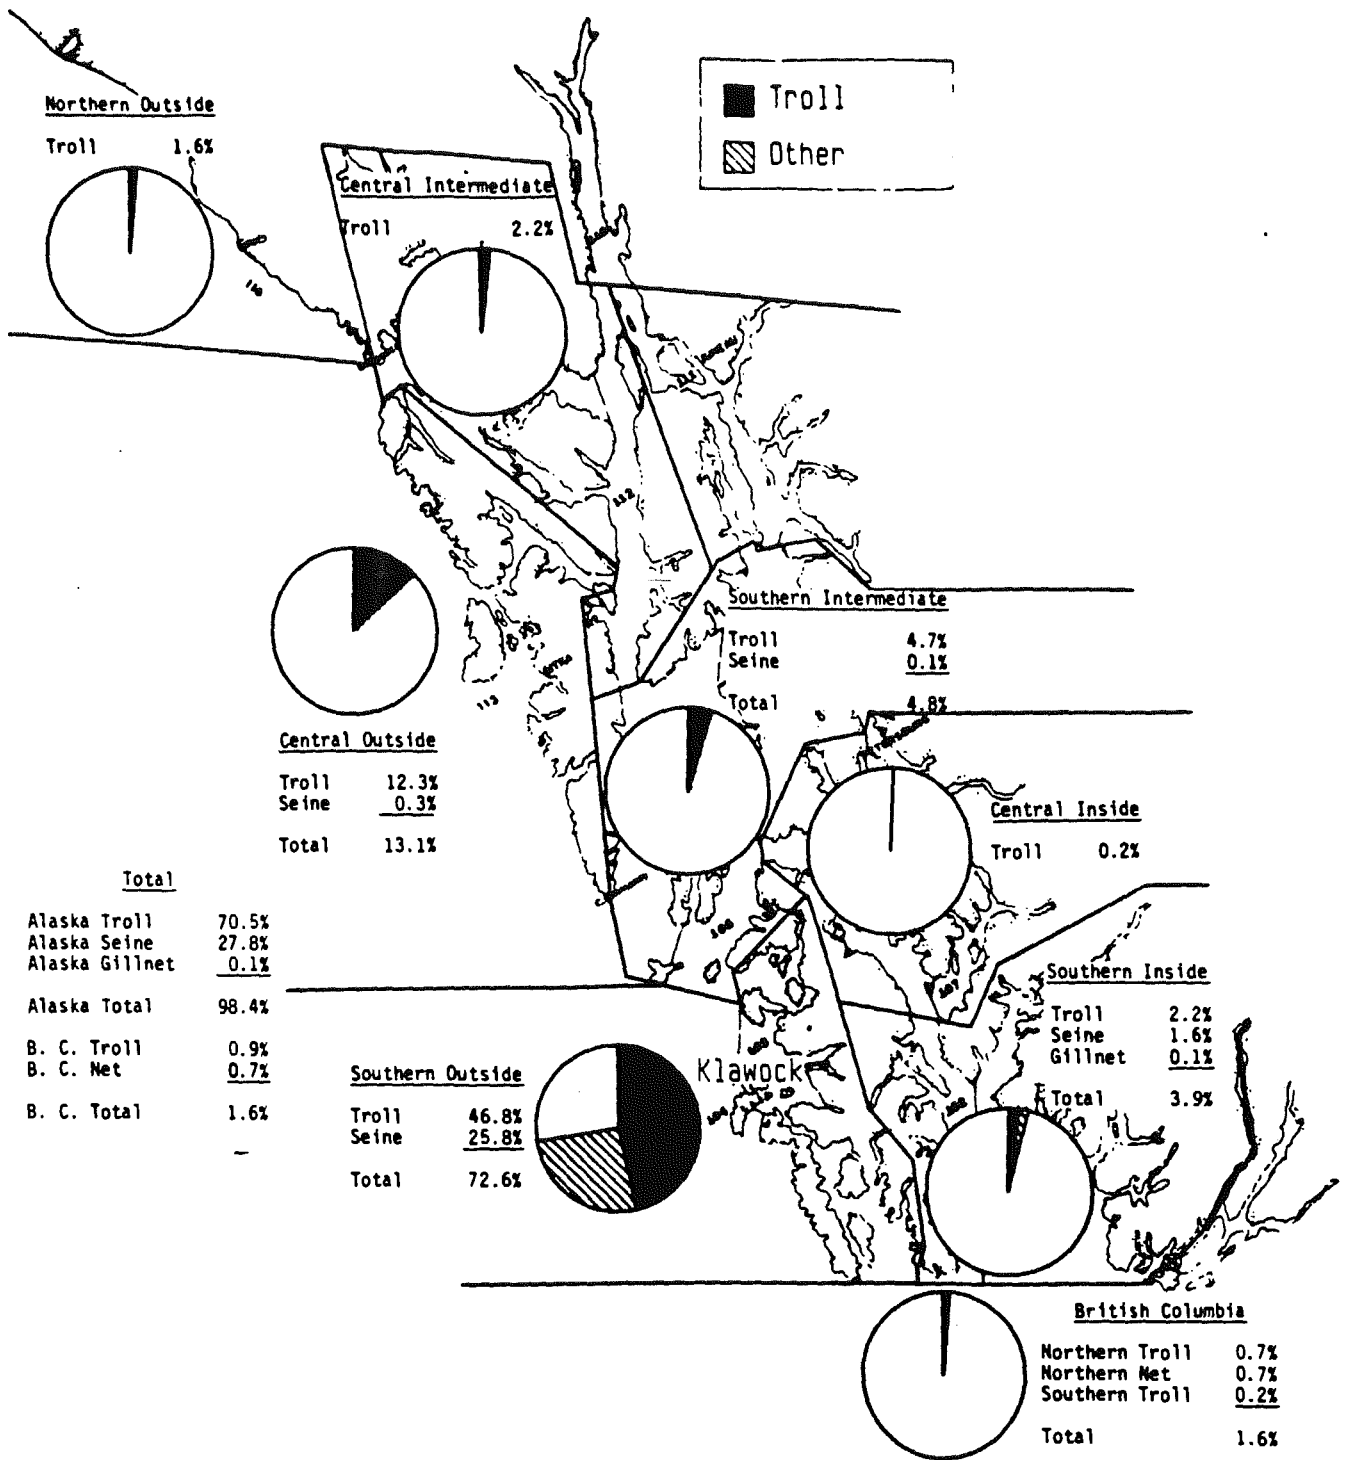 Troll
Other
Northern Outside
Troll 1.6%
Central Intermediate
Troll 2.2%
116
112
113
Central Outside
Troll 12.3%
Seine 0.3%
Total 13.1%
Southern Intermediate
Troll 4.7%
Seine 0.1%
Total 4.8%
Central Inside
Troll 0.2%
Total
Alaska Troll 70.5%
Alaska Seine 27.8%
Alaska Gillnet 0.1%
Alaska Total 98.4%
B. C. Troll 0.9%
B. C. Net 0.7%
B. C. Total 1.6%
107
Southern Inside
Troll 2.2%
Seine 1.6%
Gillnet 0.1%
Total 3.9%
Klawock
Southern Outside
Troll 46.8%
Seine 25.8%
Total 72.6%
British Columbia
Northern Troll 0.7%
Northern Net 0.7%
Southern Troll 0.2%
Total 1.6%